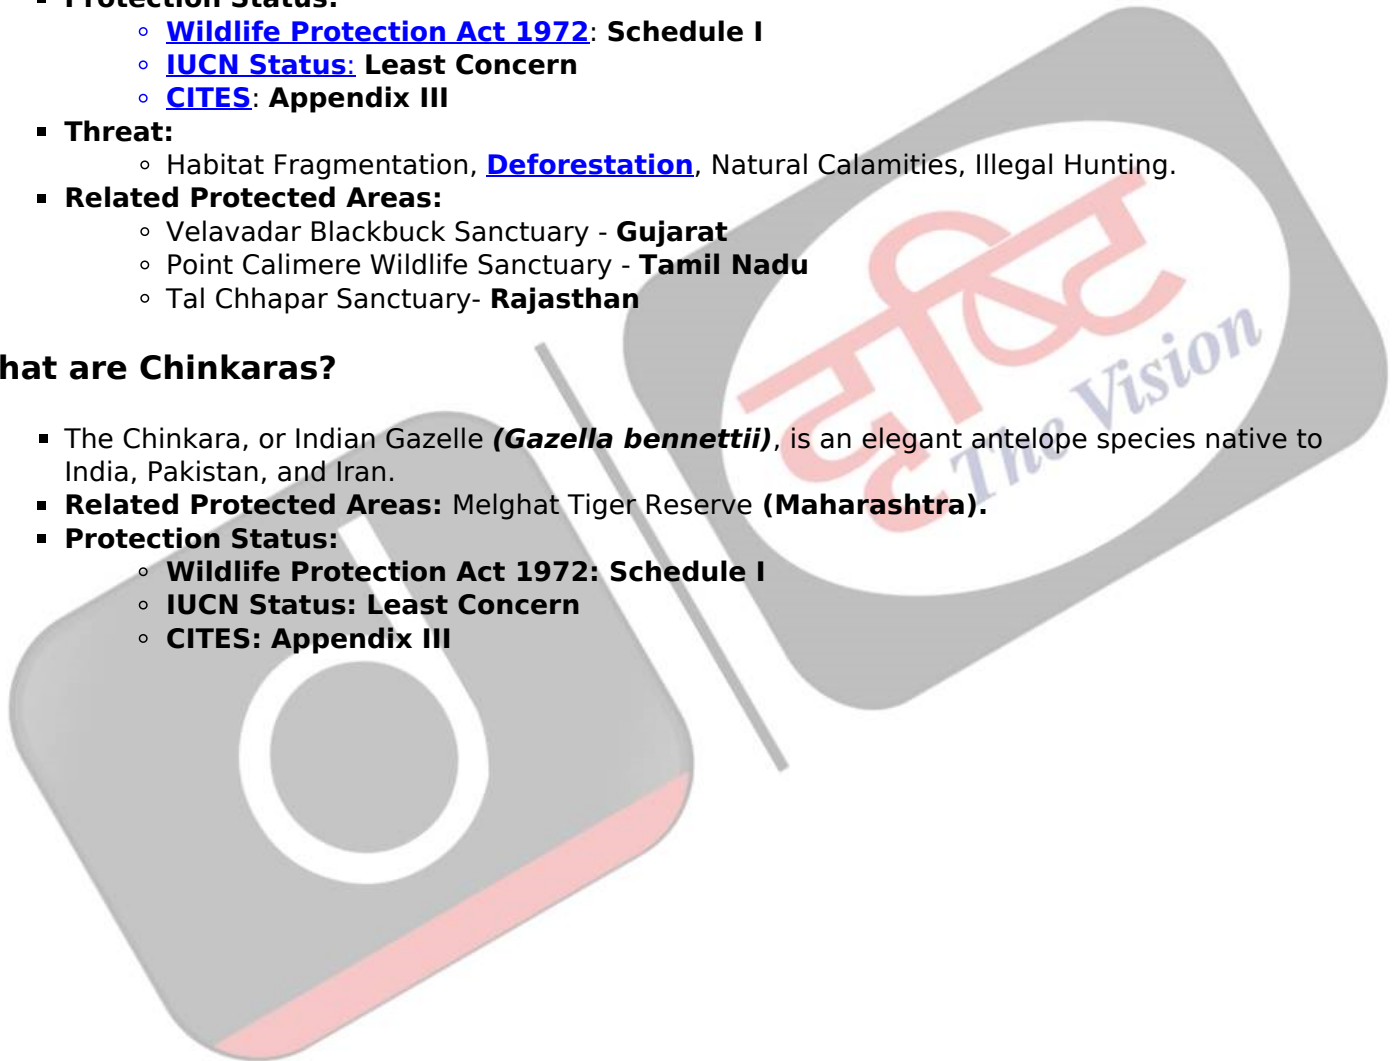 Protection Status:
Wildlife Protection Act 1972: Schedule I
IUCN Status: Least Concern
CITES: Appendix III
Threat:
Habitat Fragmentation, Deforestation, Natural Calamities, Illegal Hunting.
Related Protected Areas:
Velavadar Blackbuck Sanctuary - Gujarat
Point Calimere Wildlife Sanctuary - Tamil Nadu
Tal Chhapar Sanctuary- Rajasthan
hat are Chinkaras?
The Chinkara, or Indian Gazelle (Gazella bennettii), is an elegant antelope species native to
India, Pakistan, and Iran.
Related Protected Areas: Melghat Tiger Reserve (Maharashtra).
Protection Status:
Wildlife Protection Act 1972: Schedule I
IUCN Status: Least Concern
CITES: Appendix III
दृष्टि
The Vision